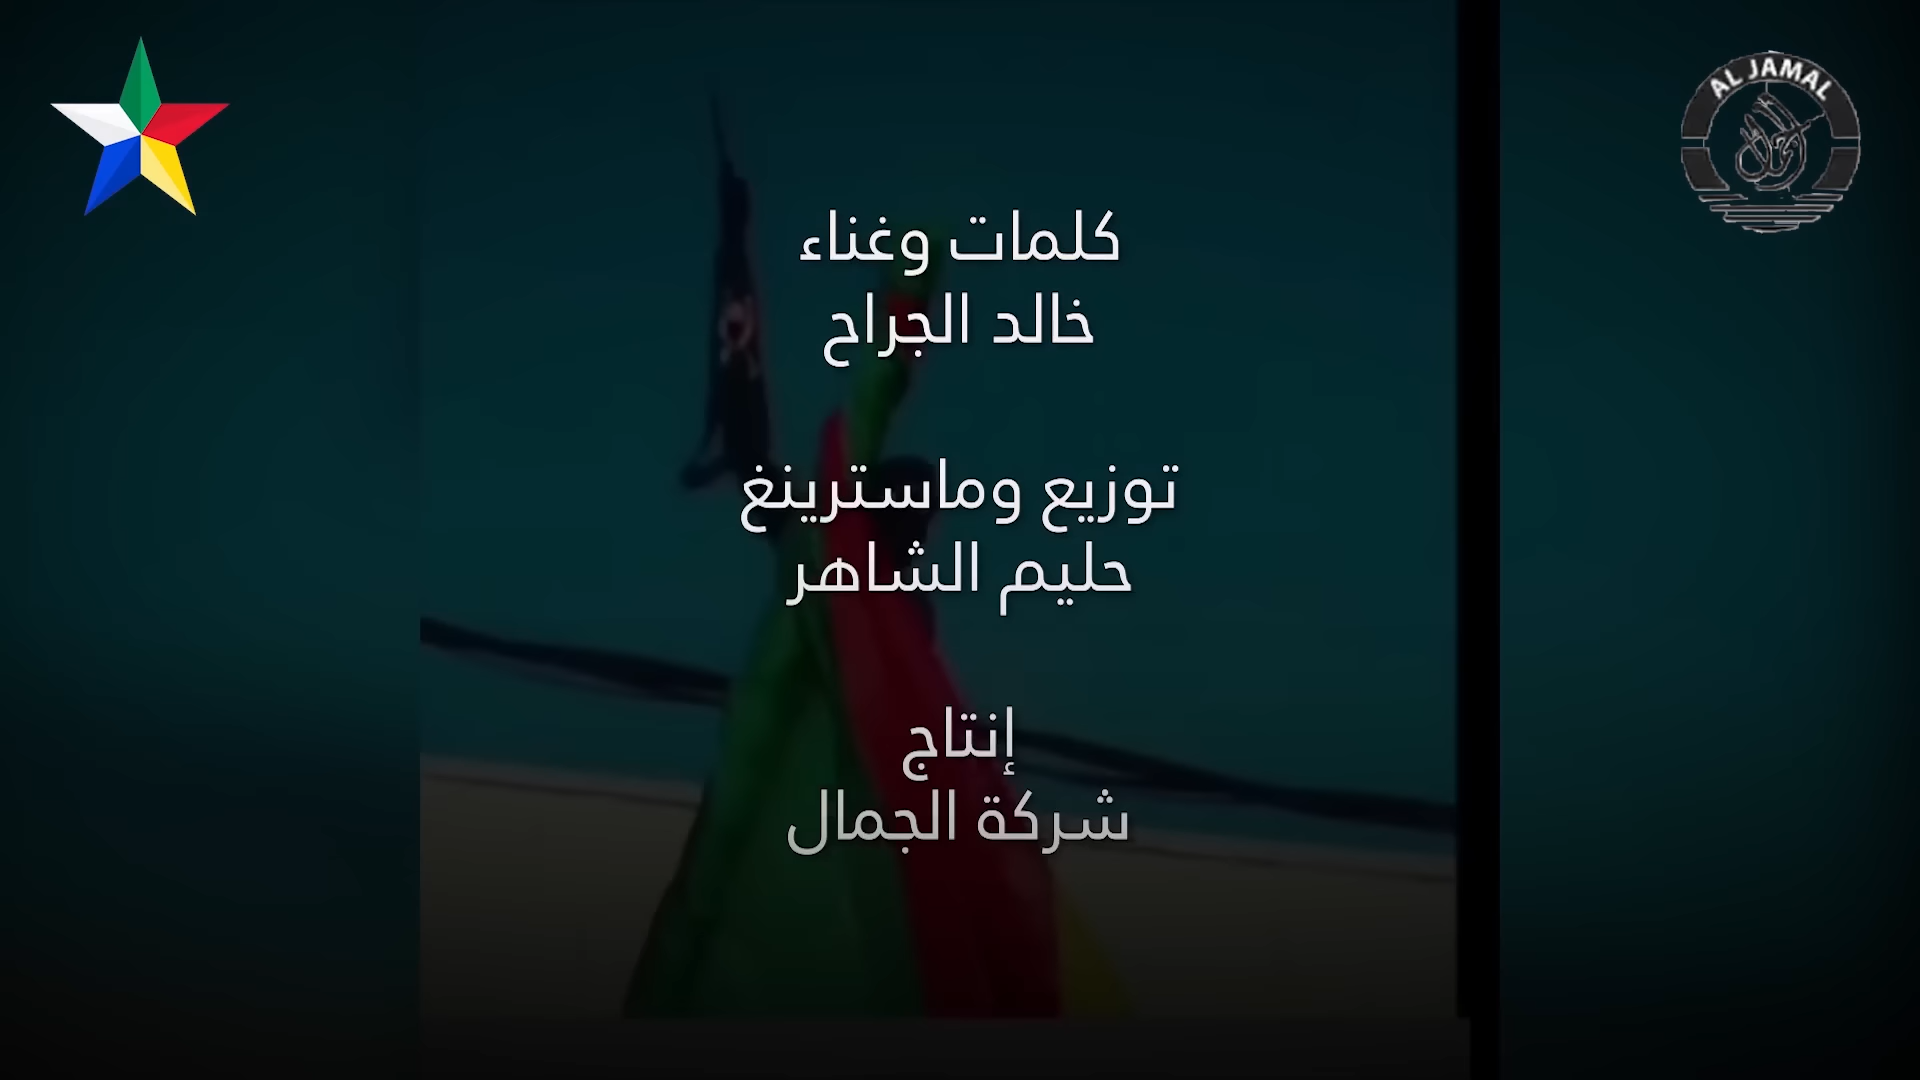 AL JAMAL
كلمات وغناء
خالد الجراح
توزيع وماسترينغ
حليم الشاهر
إنتاج
شركة الجمال